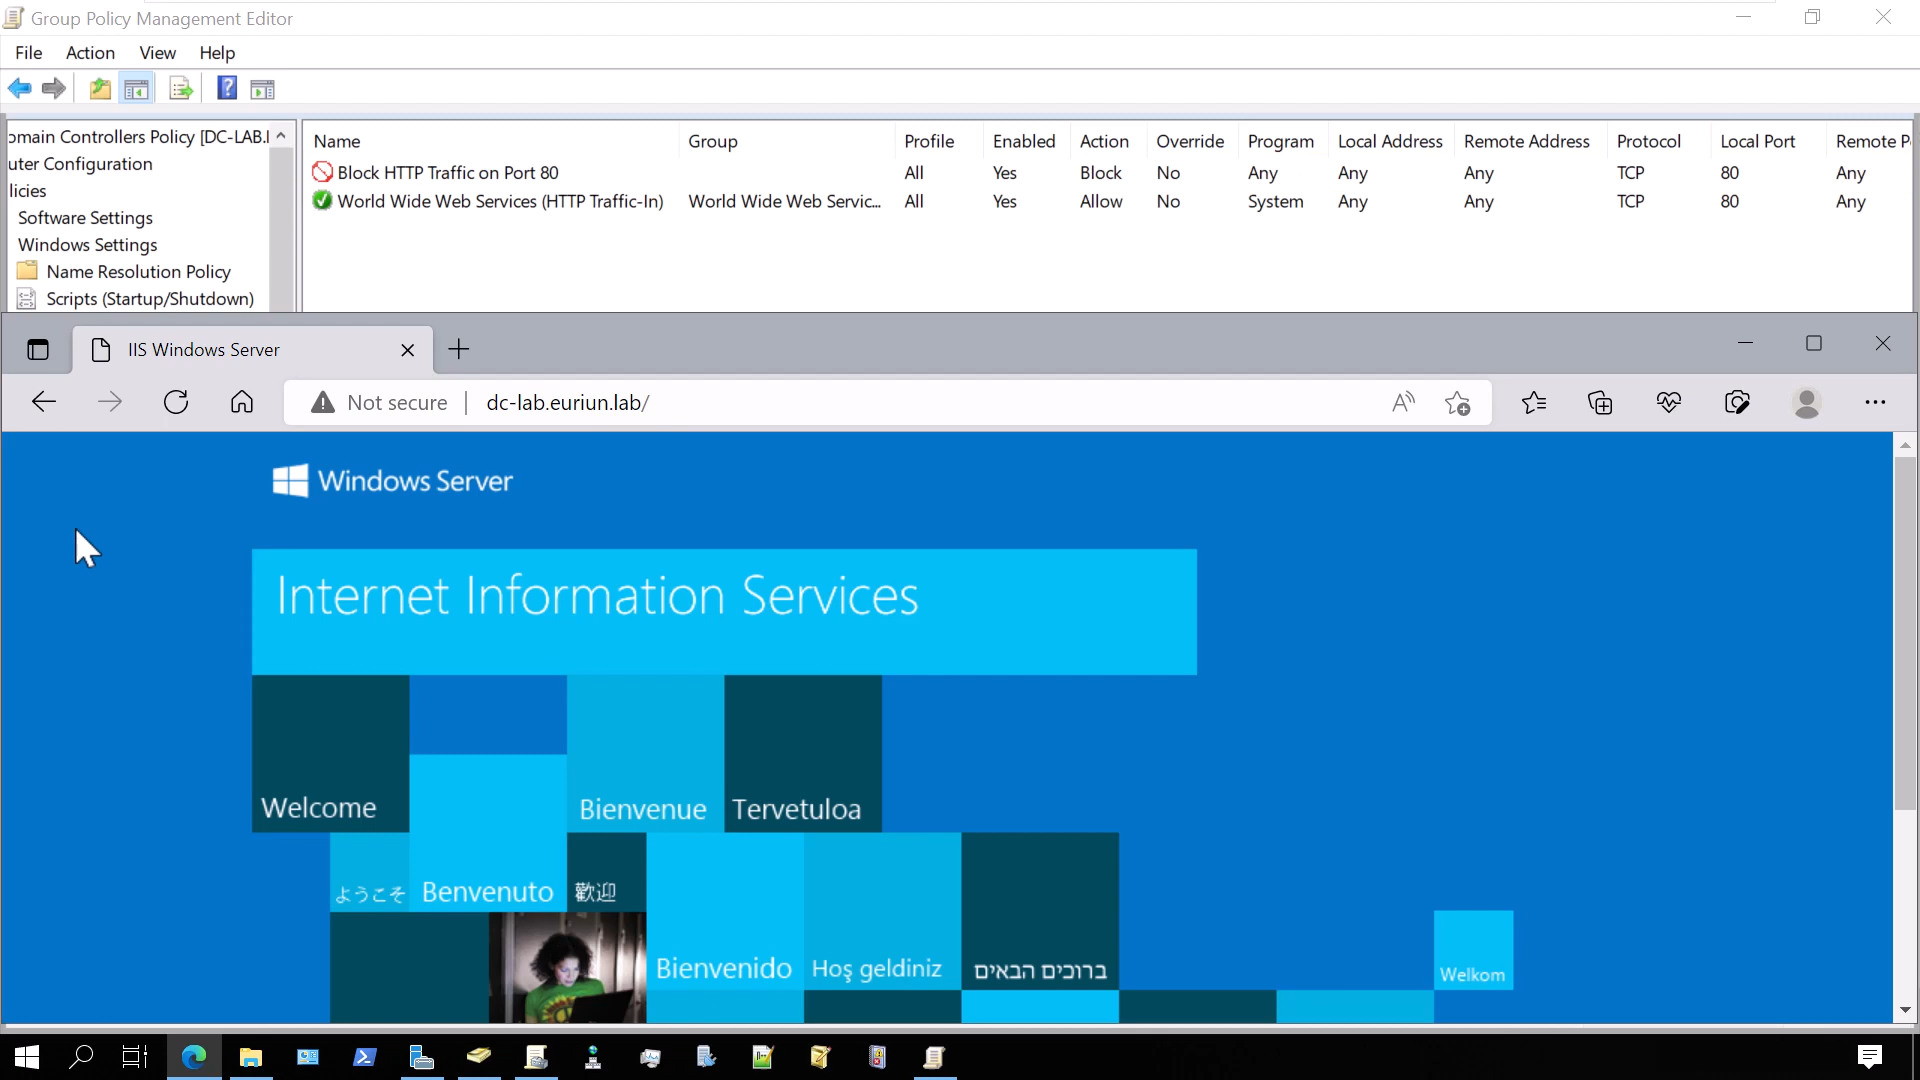 Group Policy Management Editor
File Action View Help
omain Controllers Policy [DC-LAB.
uter Configuration
licies
Software Settings
Windows Settings
Name Resolution Policy
Scripts (Startup/Shutdown)
Name Group Profile Enabled Action Override Program Local Address Remote Address Protocol Local Port Remote P
Block HTTP Traffic on Port 80 All Yes Block No Any Any Any TCP 80 Any
World Wide Web Services (HTTP Traffic-In) World Wide Web Servic... All Yes Allow No System Any Any TCP 80 Any
IIS Windows Server
Not secure dc-lab.euriun.lab/
Windows Server
Internet Information Services
Welcome
Bienvenue
Tervetuloa
ようこそ
Benvenuto
歡迎
Bienvenido
Hoş geldiniz
ברוכים הבאים
Welkom